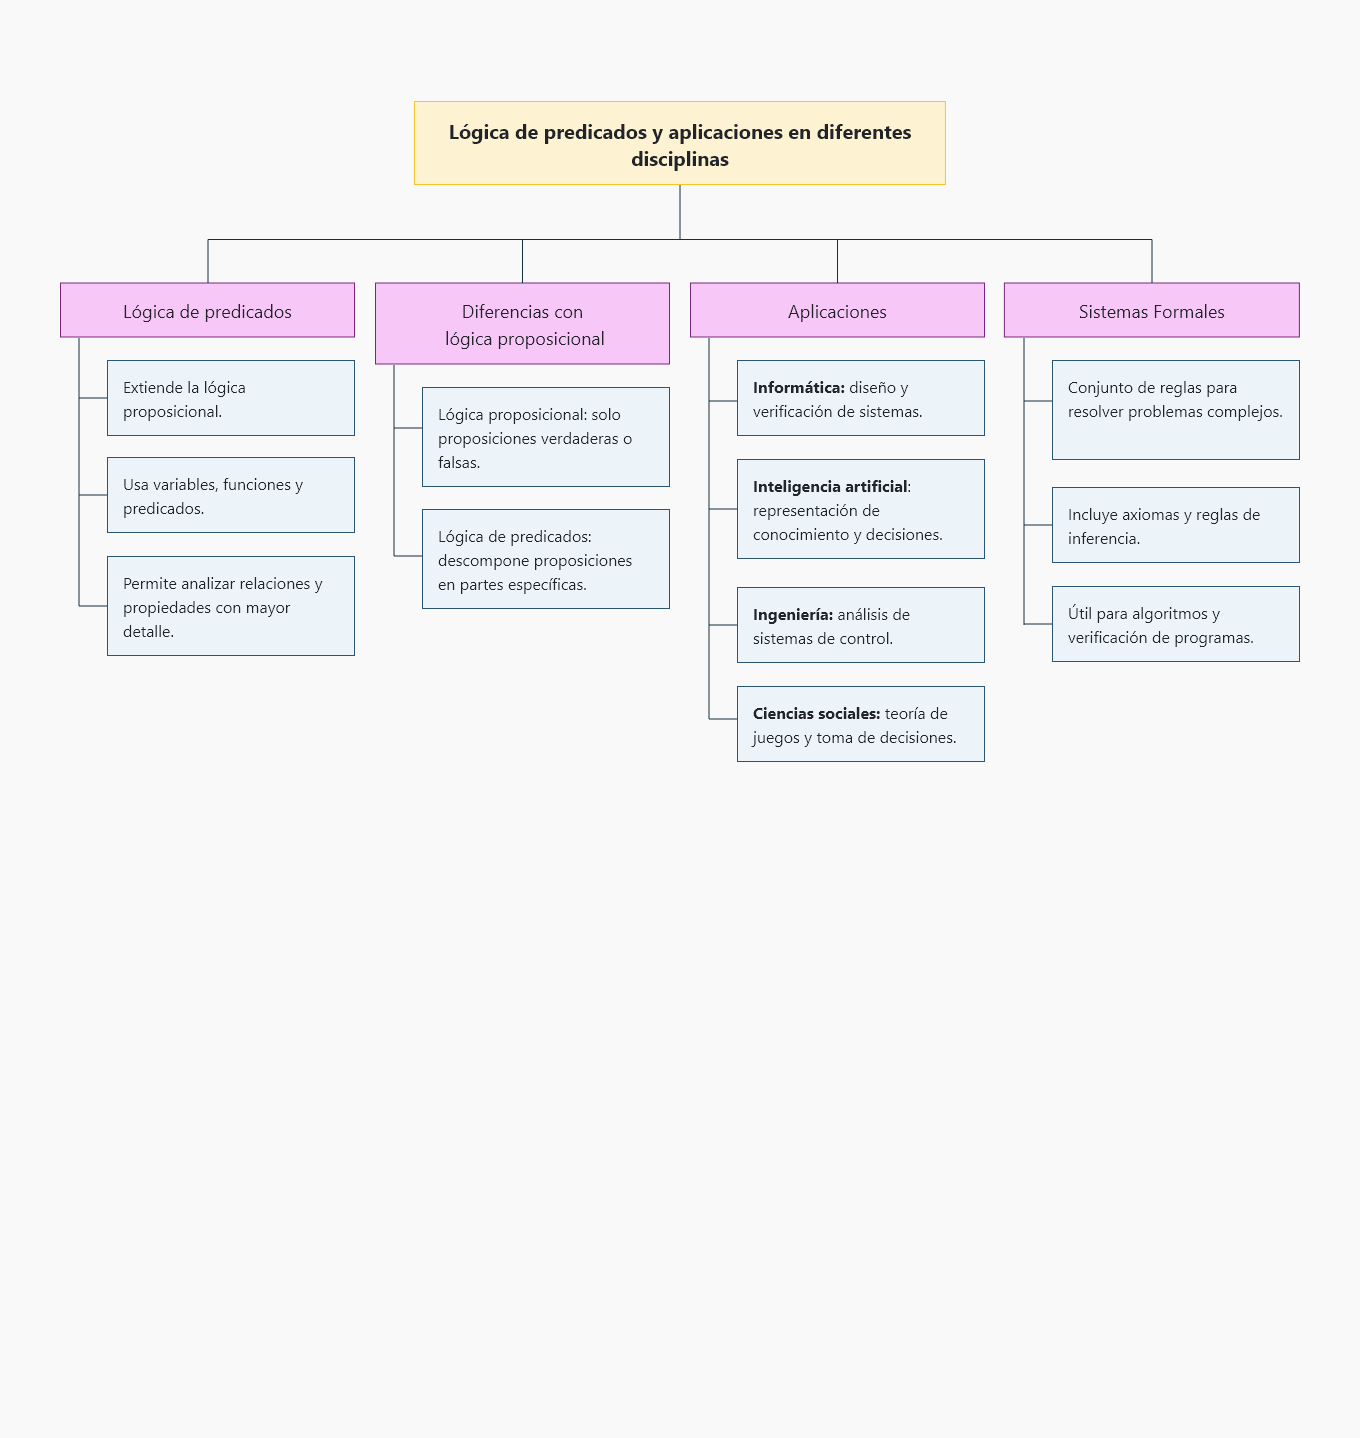 Lógica de predicados y aplicaciones en diferentes
disciplinas
Lógica de predicados
Extiende la lógica
proposicional.
Usa variables, funciones y
predicados.
Permite analizar relaciones y
propiedades con mayor
detalle.
Diferencias con
lógica proposicional
Lógica proposicional: solo
proposiciones verdaderas o
falsas.
Lógica de predicados:
descompone proposiciones
en partes específicas.
Aplicaciones
Informática: diseño y
verificación de sistemas.
Inteligencia artificial:
representación de
conocimiento y decisiones.
Ingeniería: análisis de
sistemas de control.
Ciencias sociales: teoría de
juegos y toma de decisiones.
Sistemas Formales
Conjunto de reglas para
resolver problemas complejos.
Incluye axiomas y reglas de
inferencia.
Útil para algoritmos y
verificación de programas.